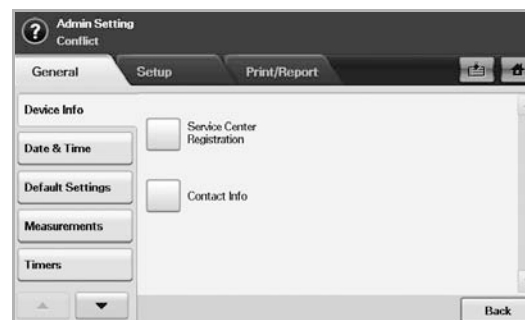 ?
Admin Setting
Conflict
General
Setup
Print/Report
Device Info
Date & Time
Default Settings
Measurements
Timers
Service Center
Registration
Contact Info
Back